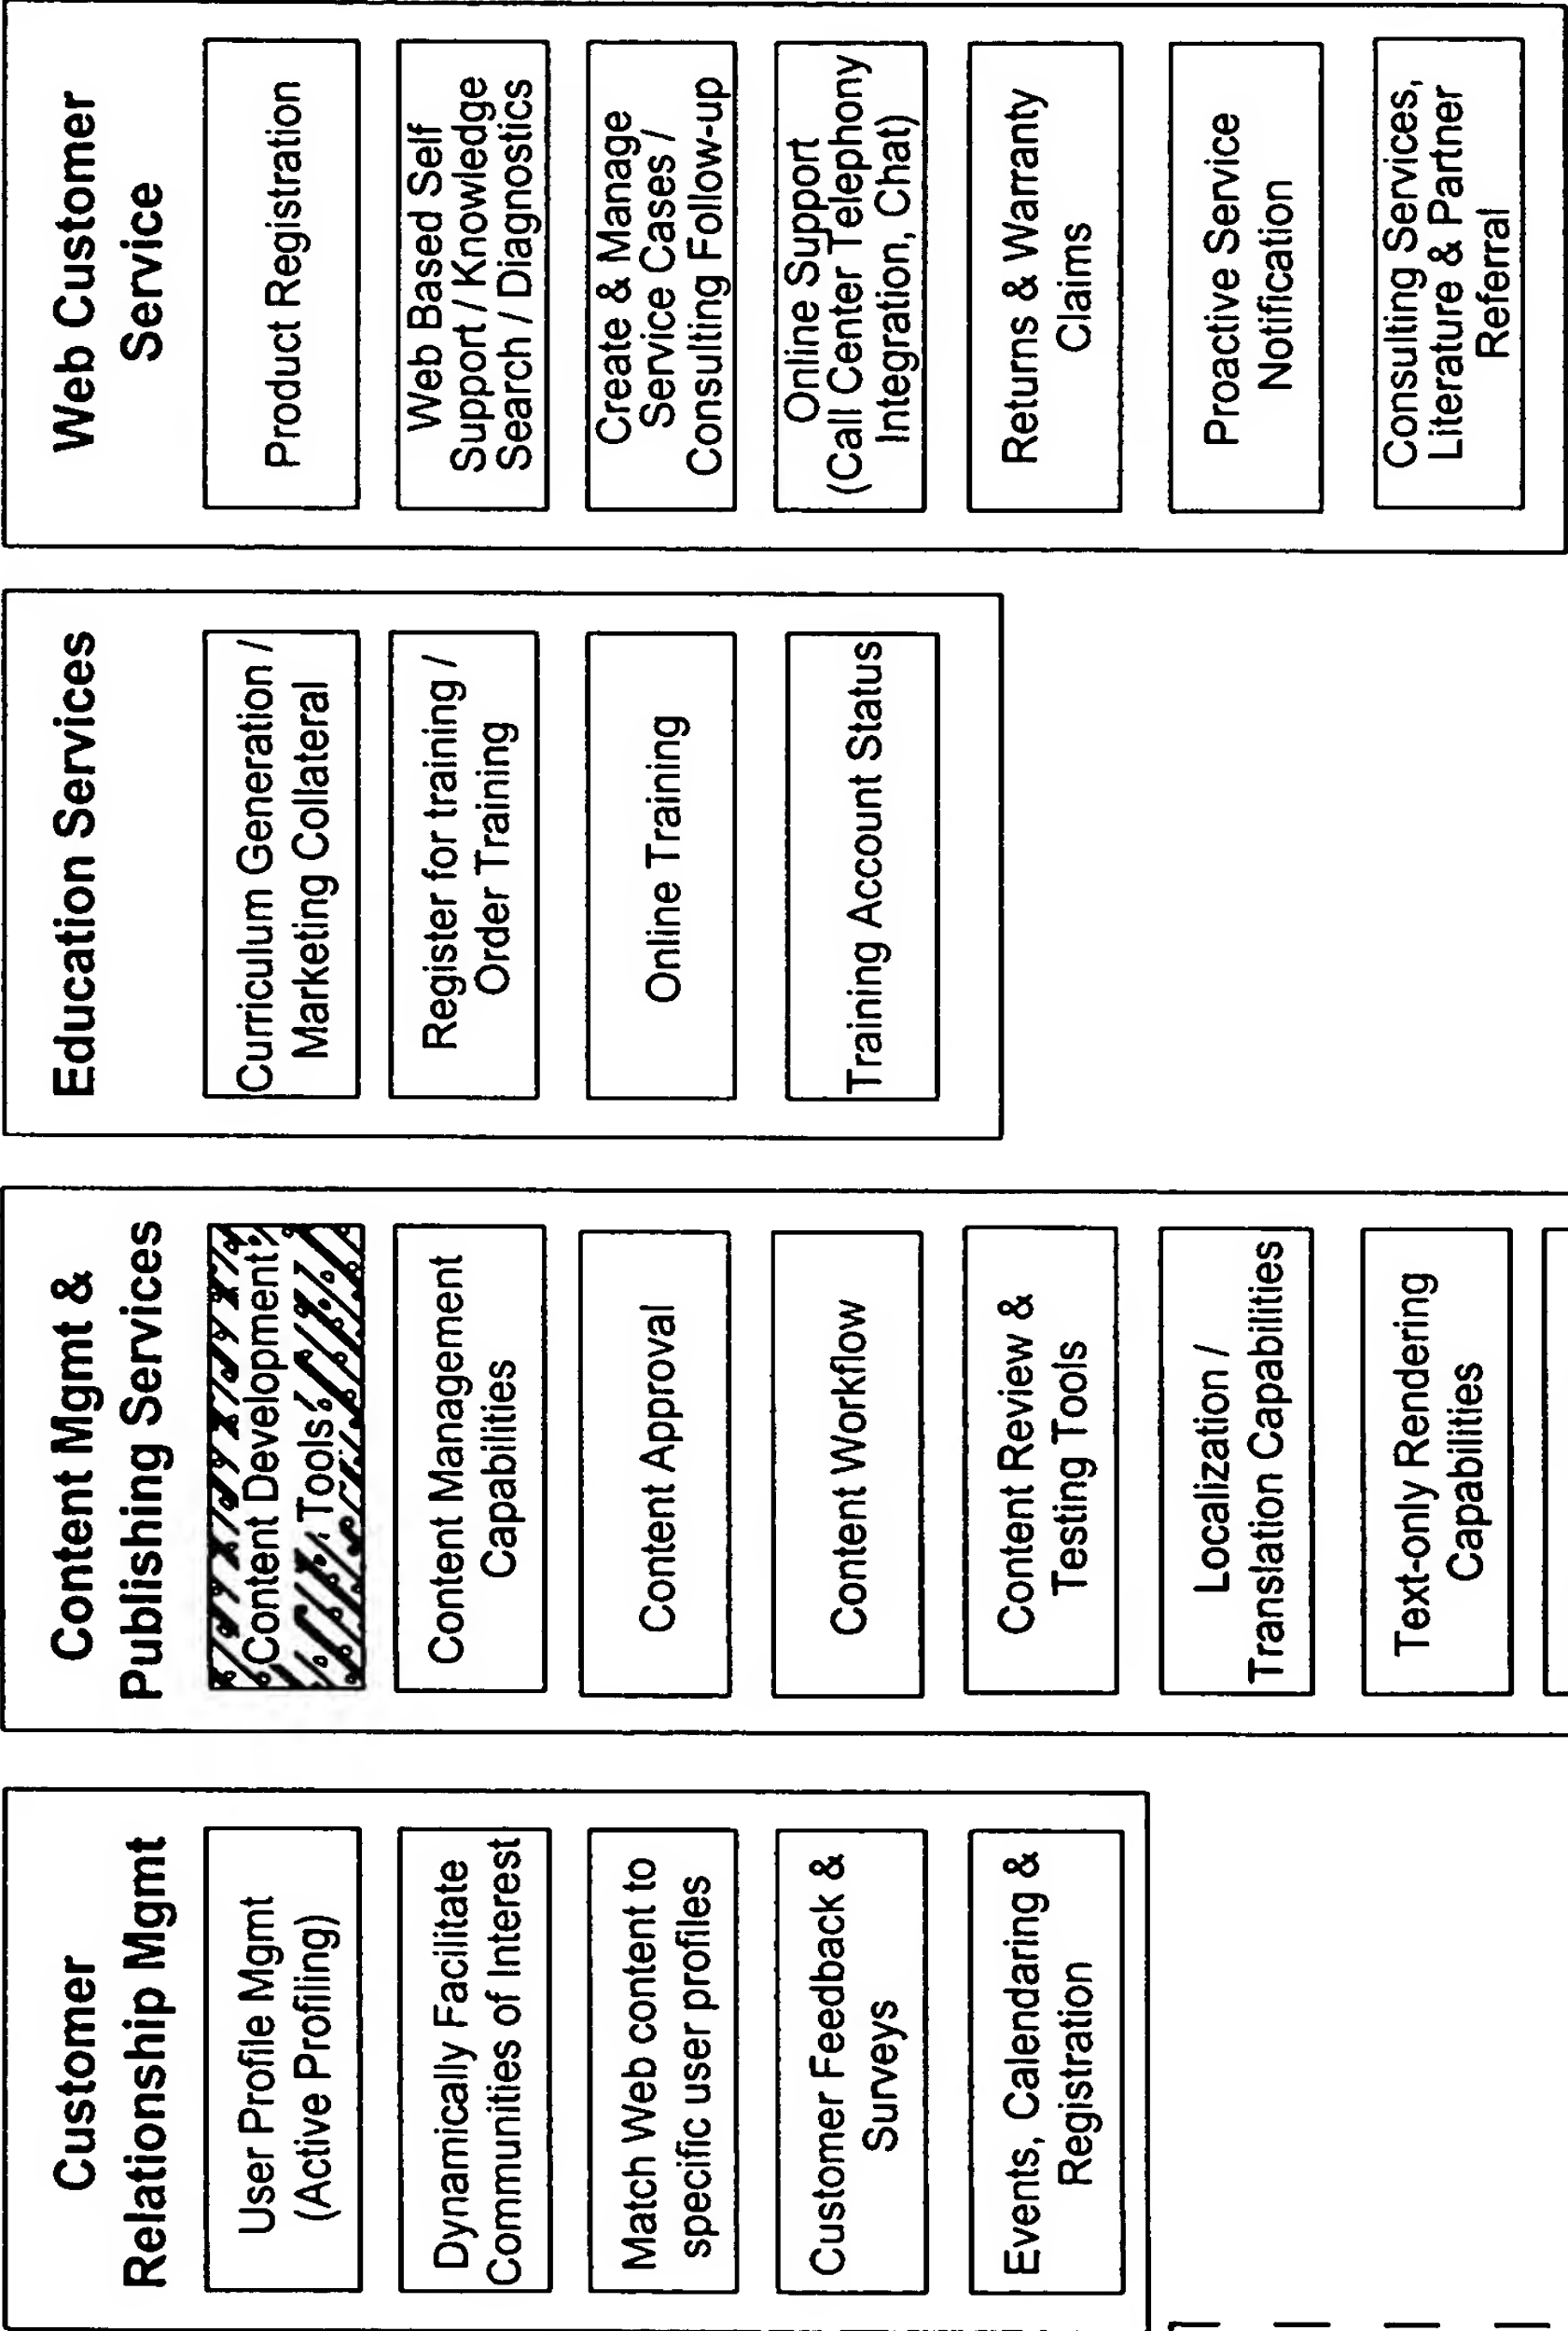 Customer
Relationship Mgmt
User Profile Mgmt
(Active Profiling)
Dynamically Facilitate
Communities of Interest
Match Web content to
specific user profiles
Customer Feedback &
Surveys
Events, Calendaring &
Registration
Content Mgmt &
Publishing Services
Content Development
Tools
Content Management
Capabilities
Content Approval
Content Workflow
Content Review &
Testing Tools
Localization /
Translation Capabilities
Text-only Rendering
Capabilities
Education Services
Curriculum Generation /
Marketing Collateral
Register for training /
Order Training
Online Training
Training Account Status
Web Customer
Service
Product Registration
Web Based Self
Support / Knowledge
Search / Diagnostics
Create & Manage
Service Cases /
Consulting Follow-up
Online Support
(Call Center Telephony
Integration, Chat)
Returns & Warranty
Claims
Proactive Service
Notification
Consulting Services,
Literature & Partner
Referral